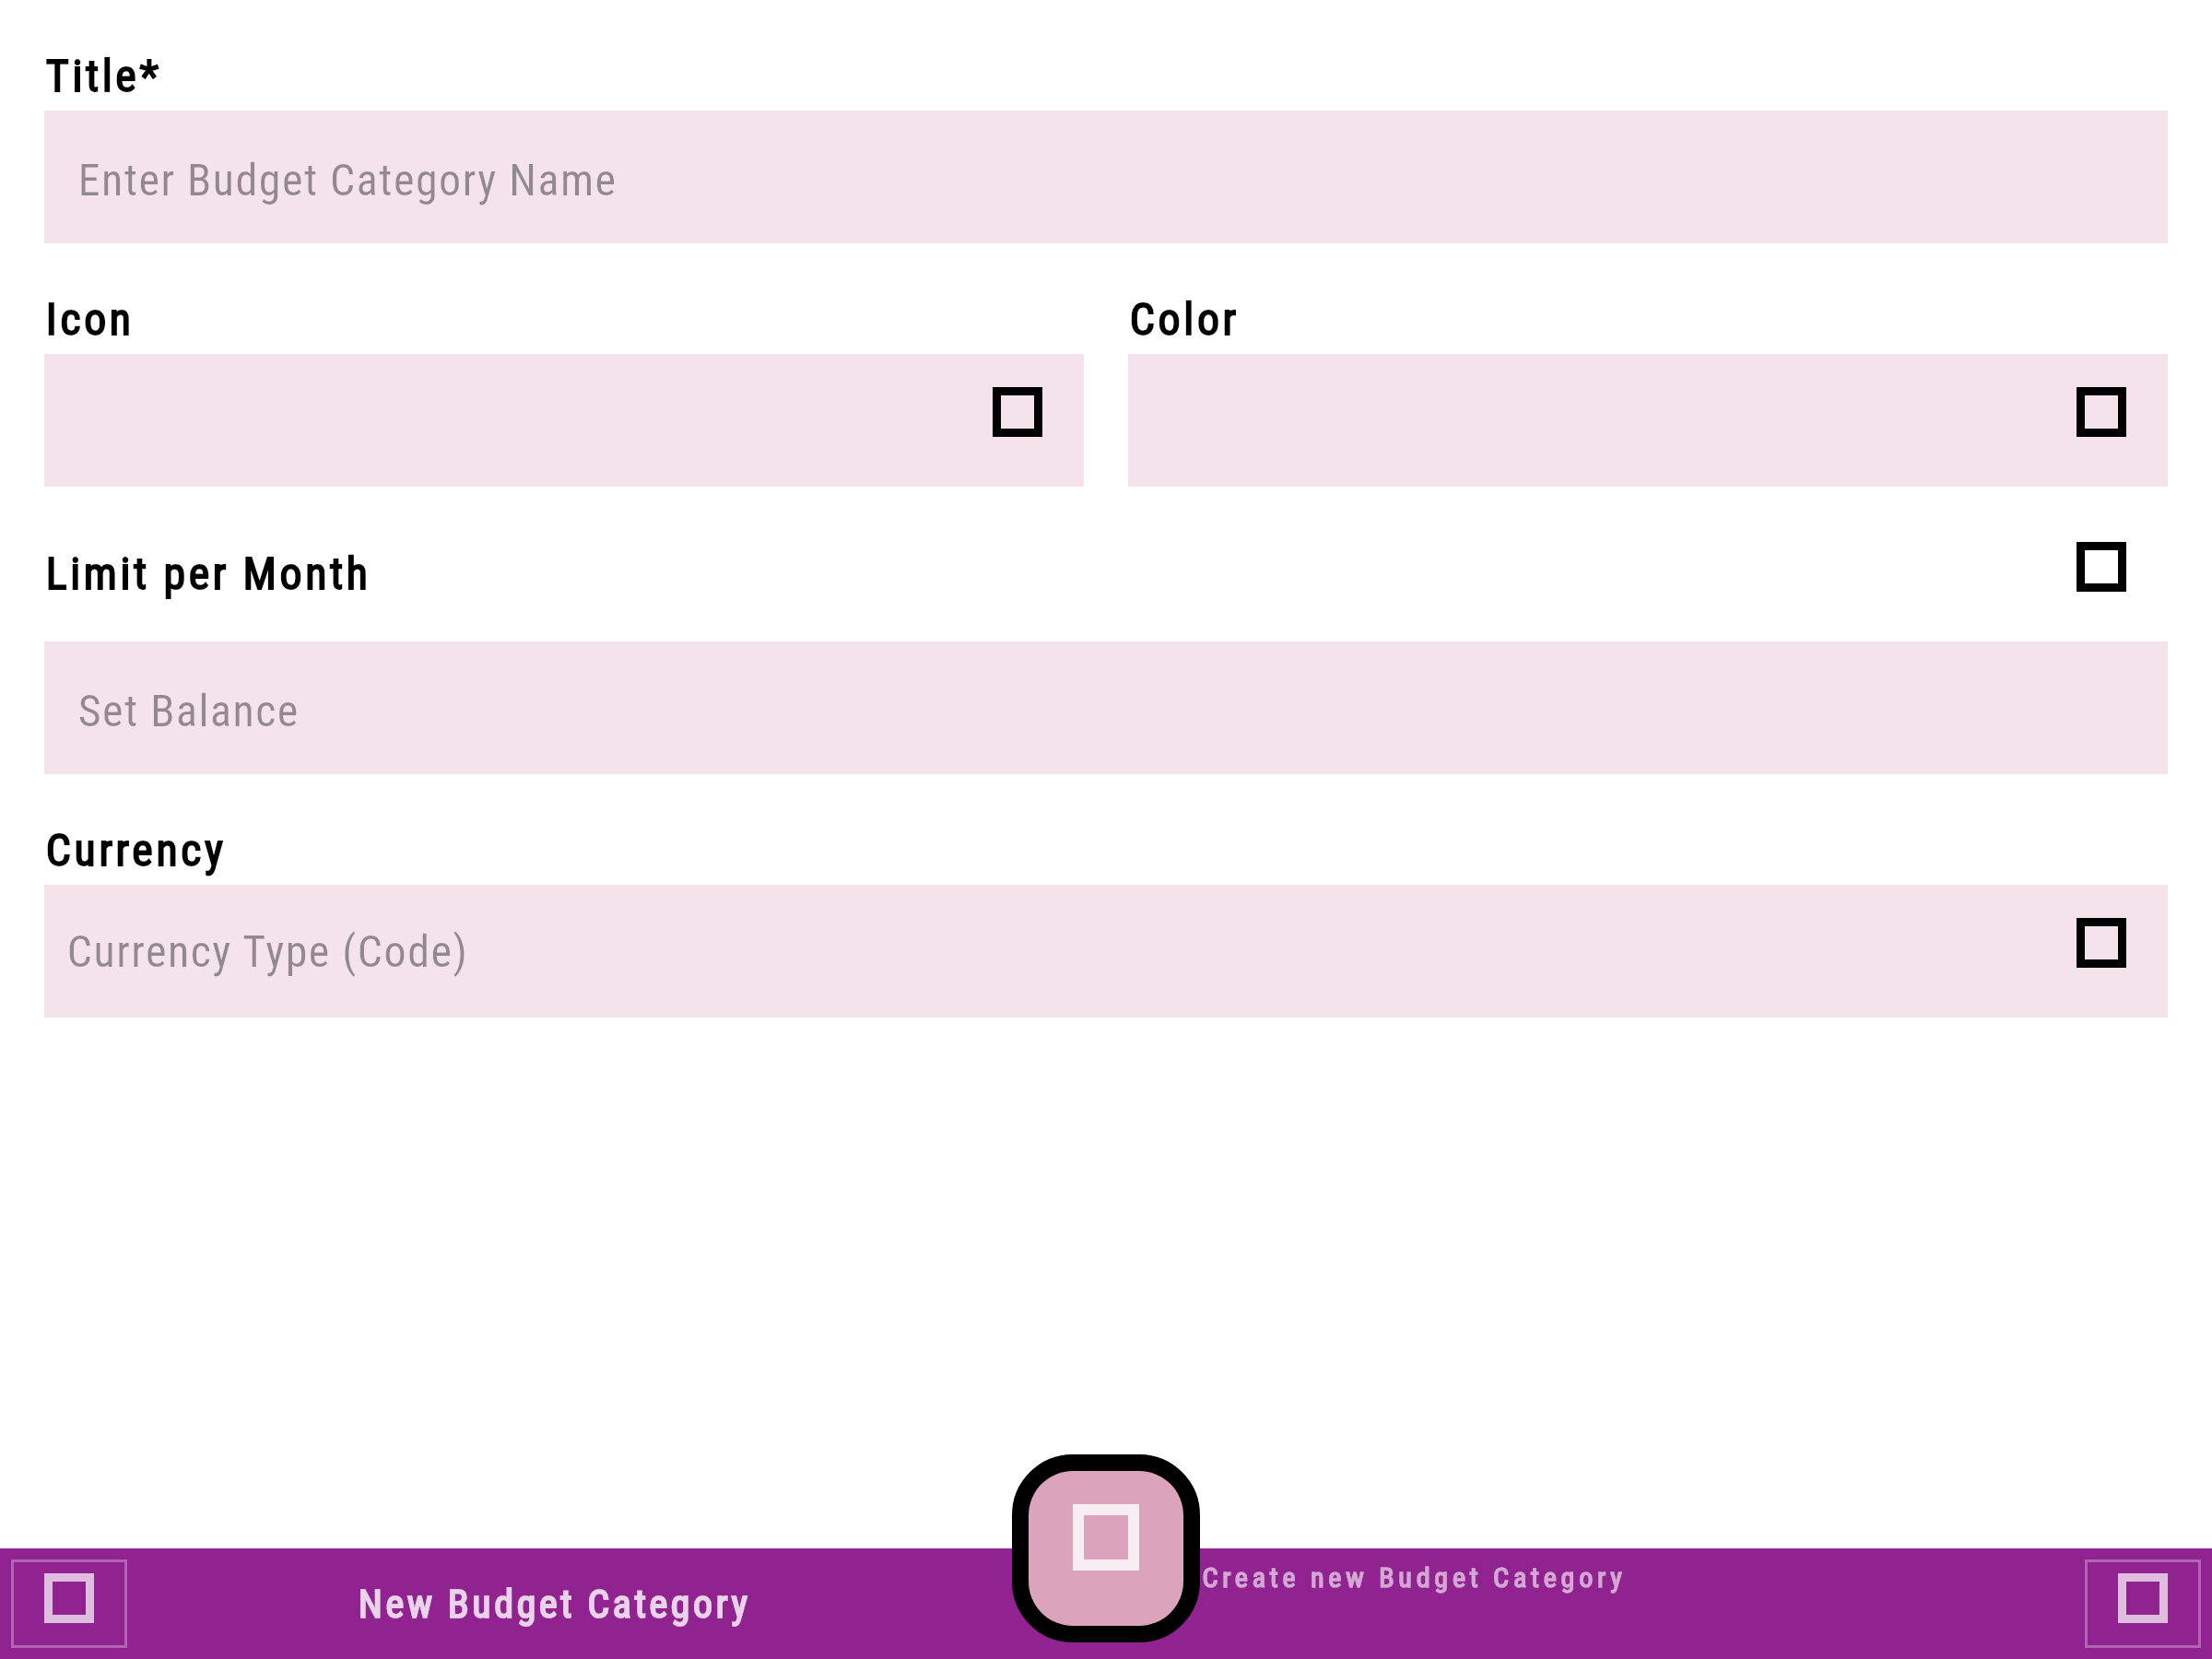 Title*
Enter Budget Category Name
Icon
Color
Limit per Month
Set Balance
Currency
Currency Type (Code)
New Budget Category
Create new Budget Category